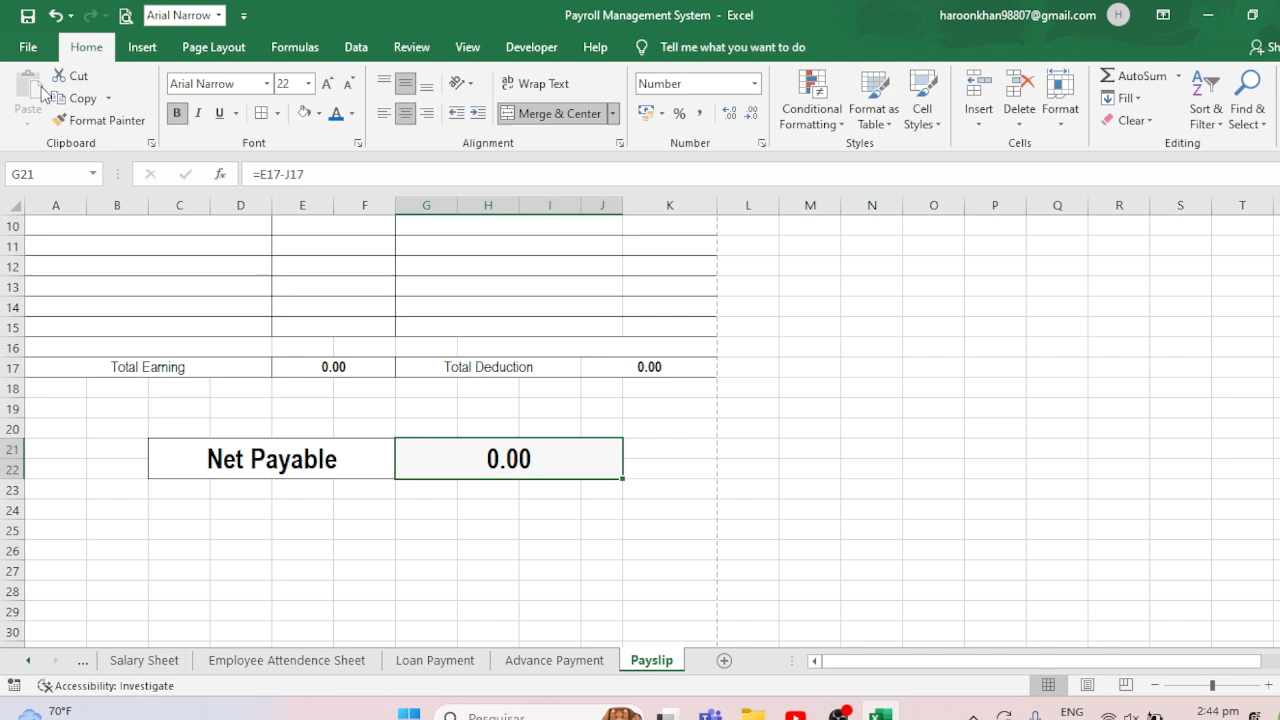 Arial Narrow
Payroll Management System - Excel
haroonkhan98807@gmail.com
H
File
Home
Insert
Page Layout
Formulas
Data
Review
View
Developer
Help
Tell me what you want to do
Paste
Cut
Copy
Format Painter
Clipboard
Arial Narrow
22
A A
B I U
A
Font
ab Wrap Text
Merge & Center
Alignment
Number
% ,
Number
Conditional
Formatting
Format as
Table
Cell
Styles
Styles
Insert
Delete
Format
Cells
AutoSum
Fill
Clear
Sort &
Filter
Find &
Select
Editing
G21
fx
=E17-J17
A B C D E F G H I J K L M N O P Q R S T
10
11
12
13
14
15
16
17 Total Earning 0.00 Total Deduction 0.00
18
19
20
21 Net Payable 0.00
22
23
24
25
26
27
28
29
30
... Salary Sheet Employee Attendence Sheet Loan Payment Advance Payment Payslip
Accessibility: Investigate
70°F
ENG
2:44 pm